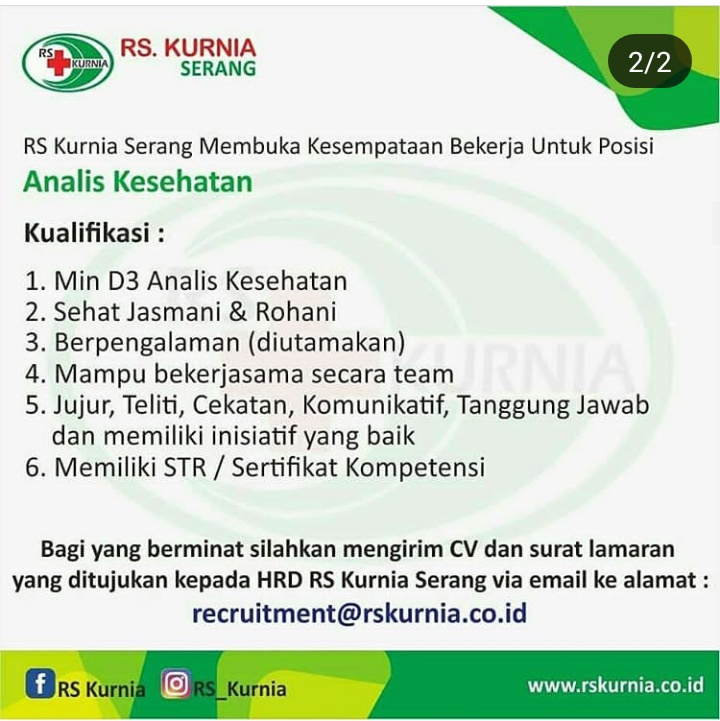 RS
KURNIA
RS. KURNIA
SERANG
2/2
RS Kurnia Serang Membuka Kesempataan Bekerja Untuk Posisi
Analis Kesehatan
Kualifikasi :
1. Min D3 Analis Kesehatan
2. Sehat Jasmani & Rohani
3. Berpengalaman (diutamakan)
4. Mampu bekerjasama secara team
5. Jujur, Teliti, Cekatan, Komunikatif, Tanggung Jawab
dan memiliki inisiatif yang baik
6. Memiliki STR / Sertifikat Kompetensi
RS
KURNIA
Bagi yang berminat silahkan mengirim CV dan surat lamaran
yang ditujukan kepada HRD RS Kurnia Serang via email ke alamat :
recruitment@rskurnia.co.id
RS Kurnia RS_Kurnia www.rskurnia.co.id